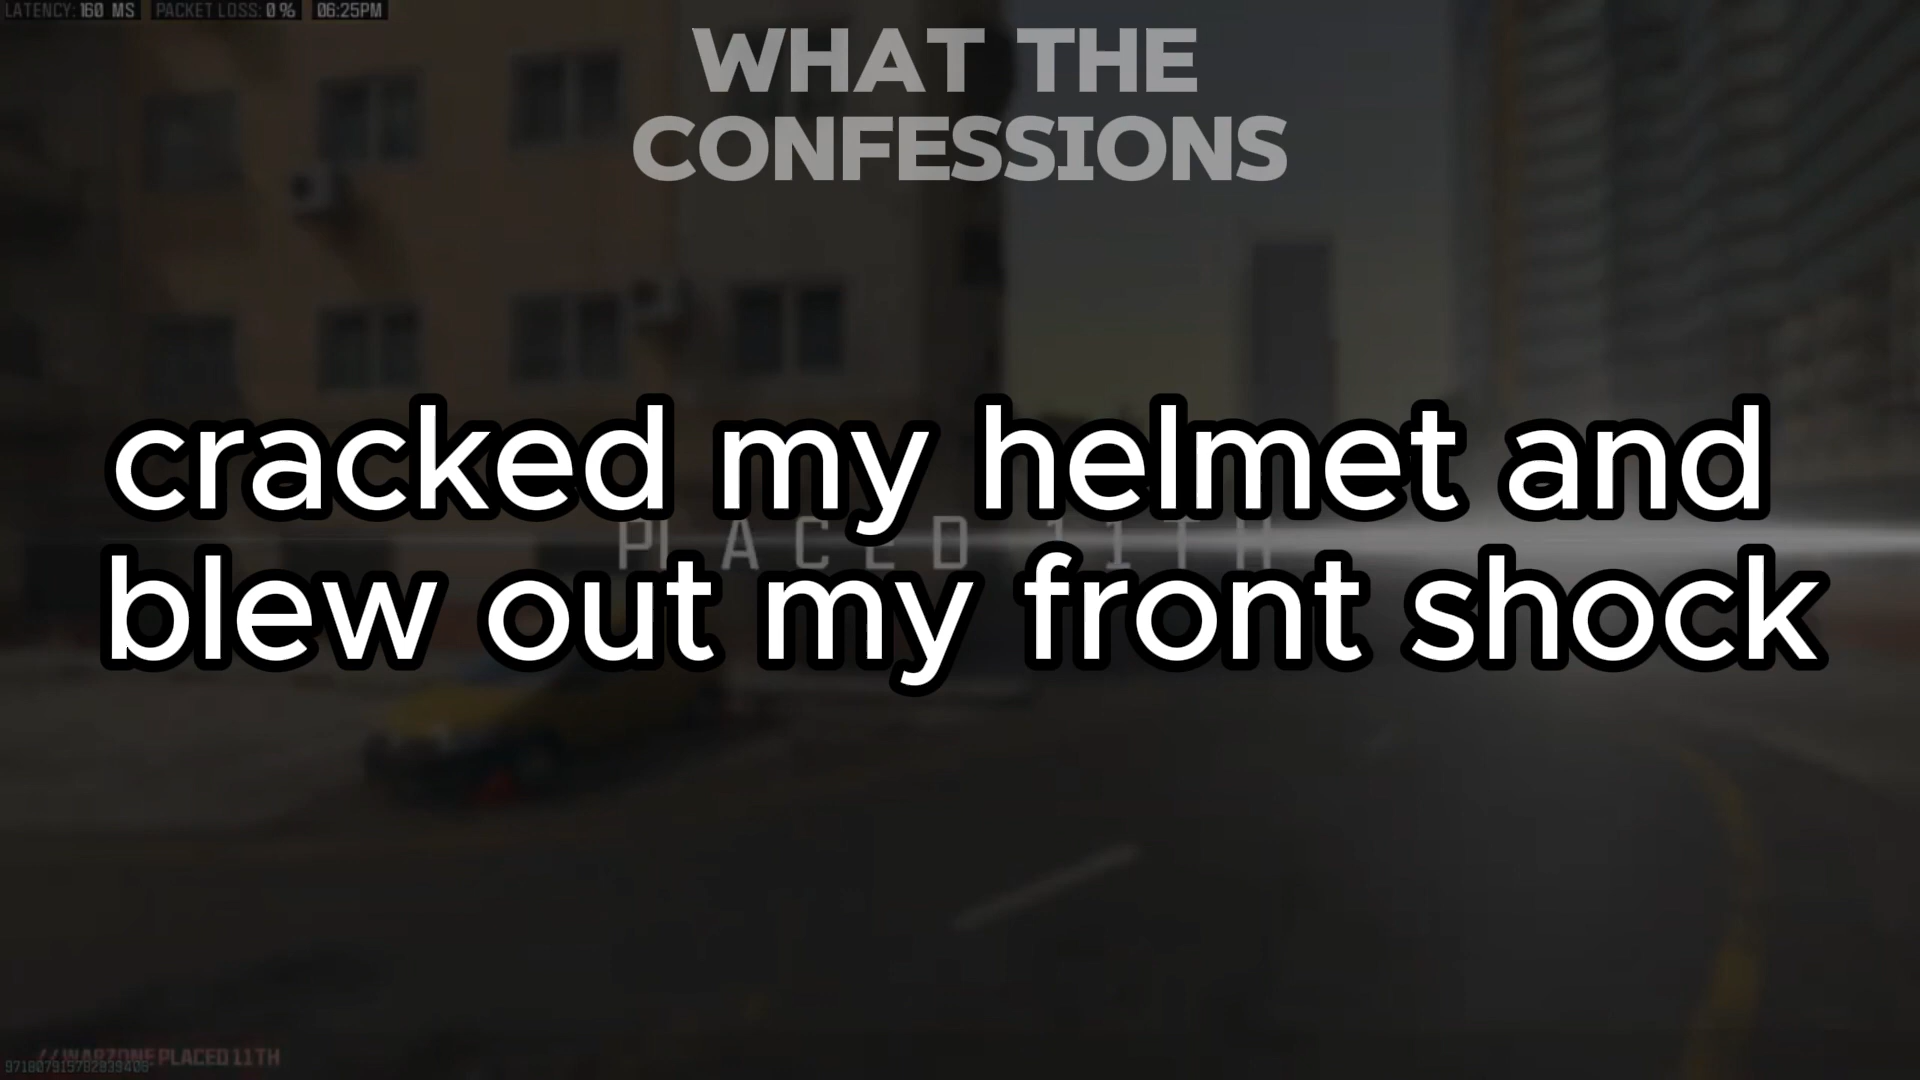 LATENCY: 160 MS PACKET LOSS: 0 % 06:25PM
WHAT THE
CONFESSIONS
cracked my helmet and
PLACED 11TH
blew out my front shock
// WARZONE PLACED 11TH